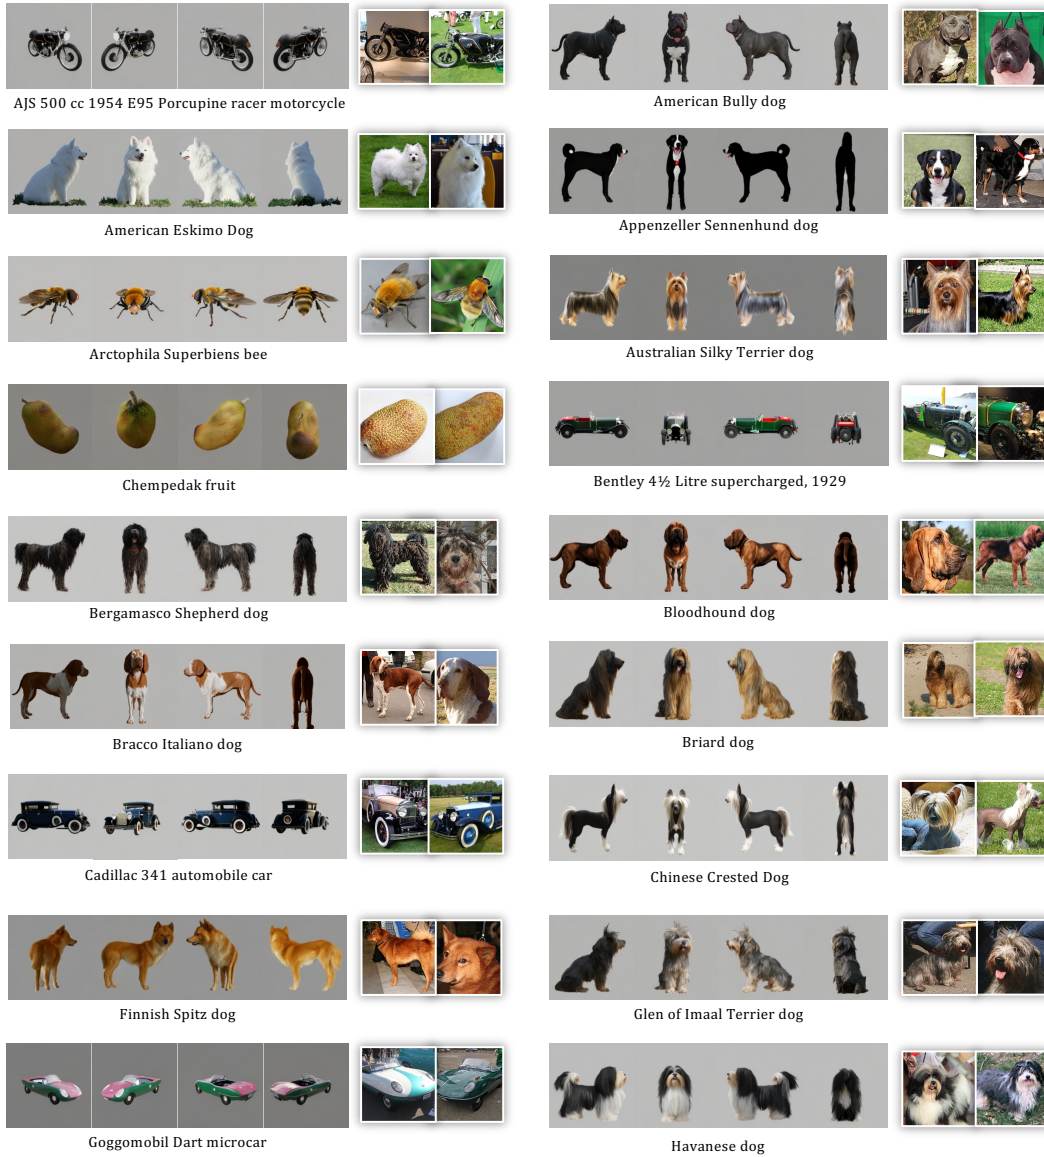 AJS 500 cc 1954 E95 Porcupine racer motorcycle
American Bully dog
American Eskimo Dog
Appenzeller Sennenhund dog
Arctophila Superbiens bee
Australian Silky Terrier dog
Chempedak fruit
Bentley 4½ Litre supercharged, 1929
Bergamasco Shepherd dog
Bloodhound dog
Bracco Italiano dog
Briard dog
Cadillac 341 automobile car
Chinese Crested Dog
Finnish Spitz dog
Glen of Imaal Terrier dog
Goggomobil Dart microcar
Havanese dog